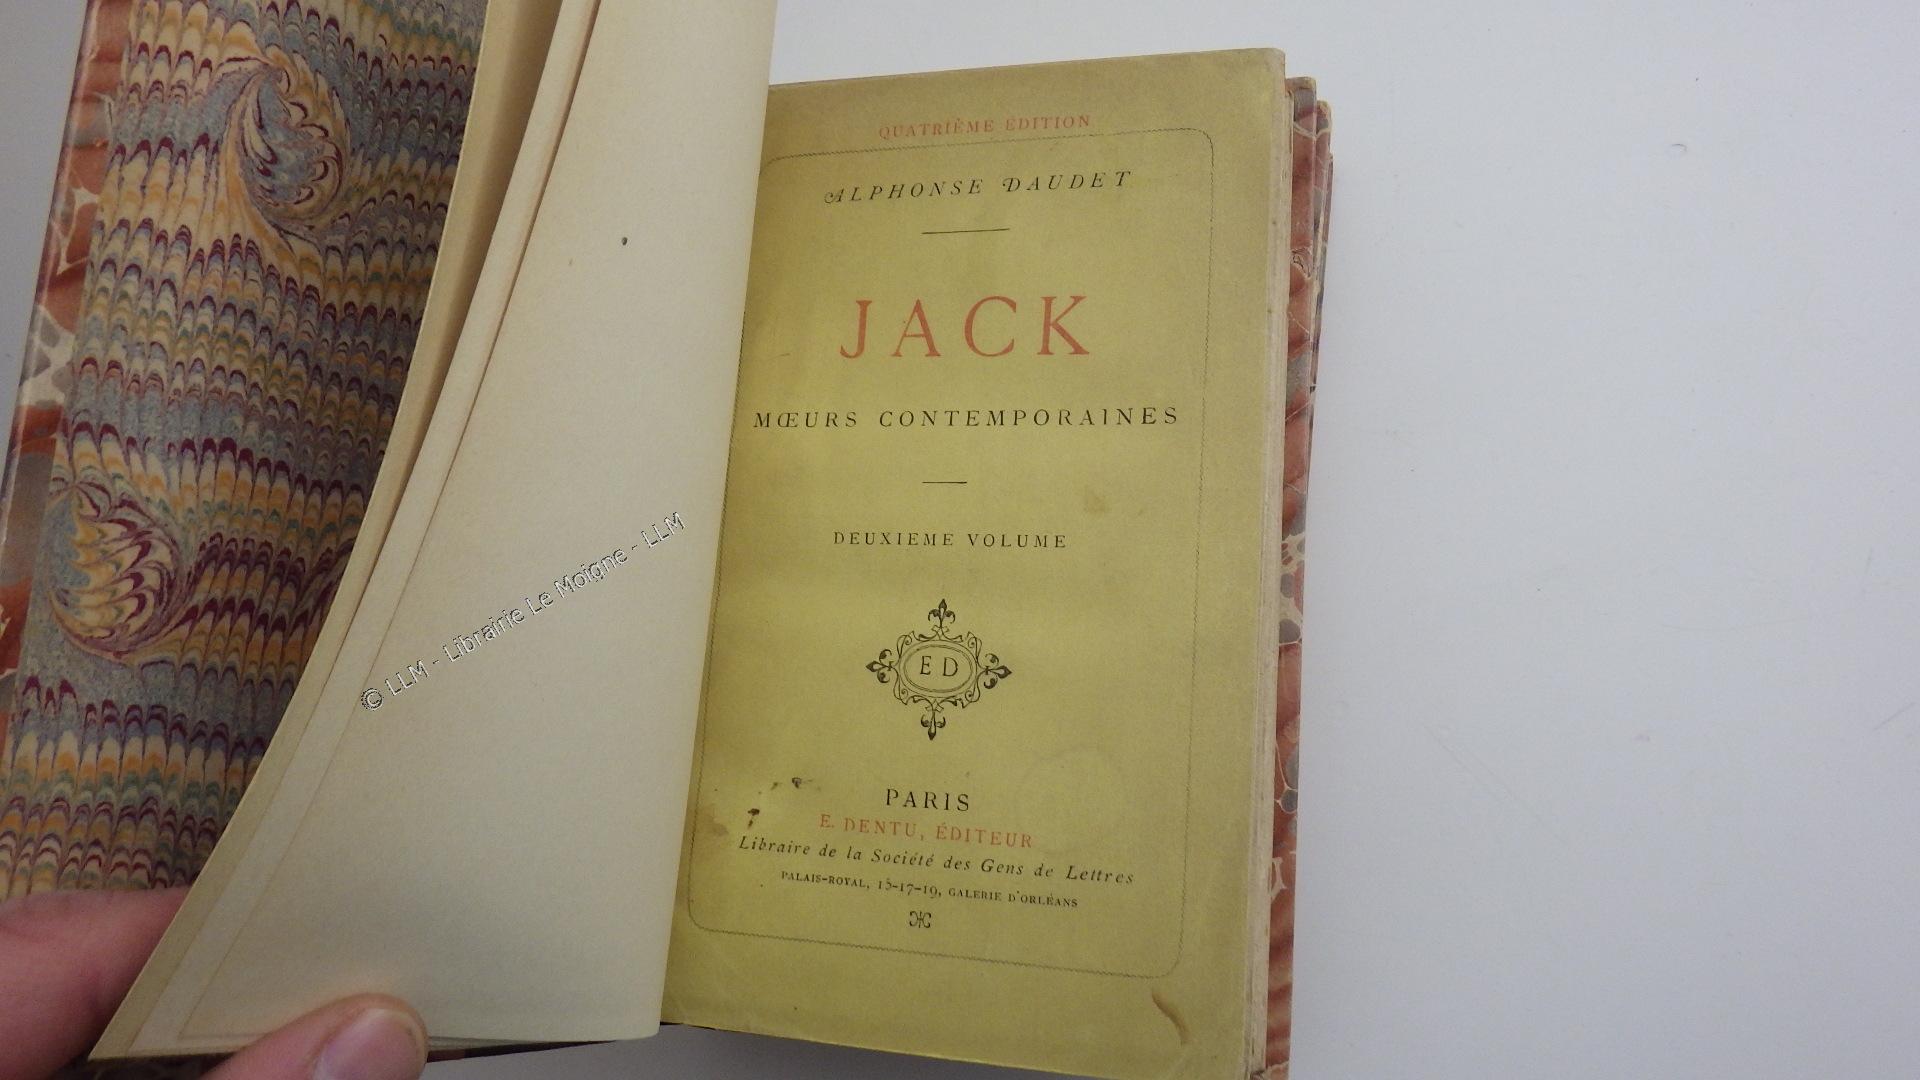 QUATRIÈME ÉDITION
ALPHONSE DAUDET
JACK
MŒURS CONTEMPORAINES
DEUXIEME VOLUME
E D
PARIS
E. DENTU, ÉDITEUR
Libraire de la Société des Gens de Lettres
PALAIS-ROYAL, 15-17-19, GALERIE D'ORLÉANS
© LLM - Librairie Le Moigne - LLM